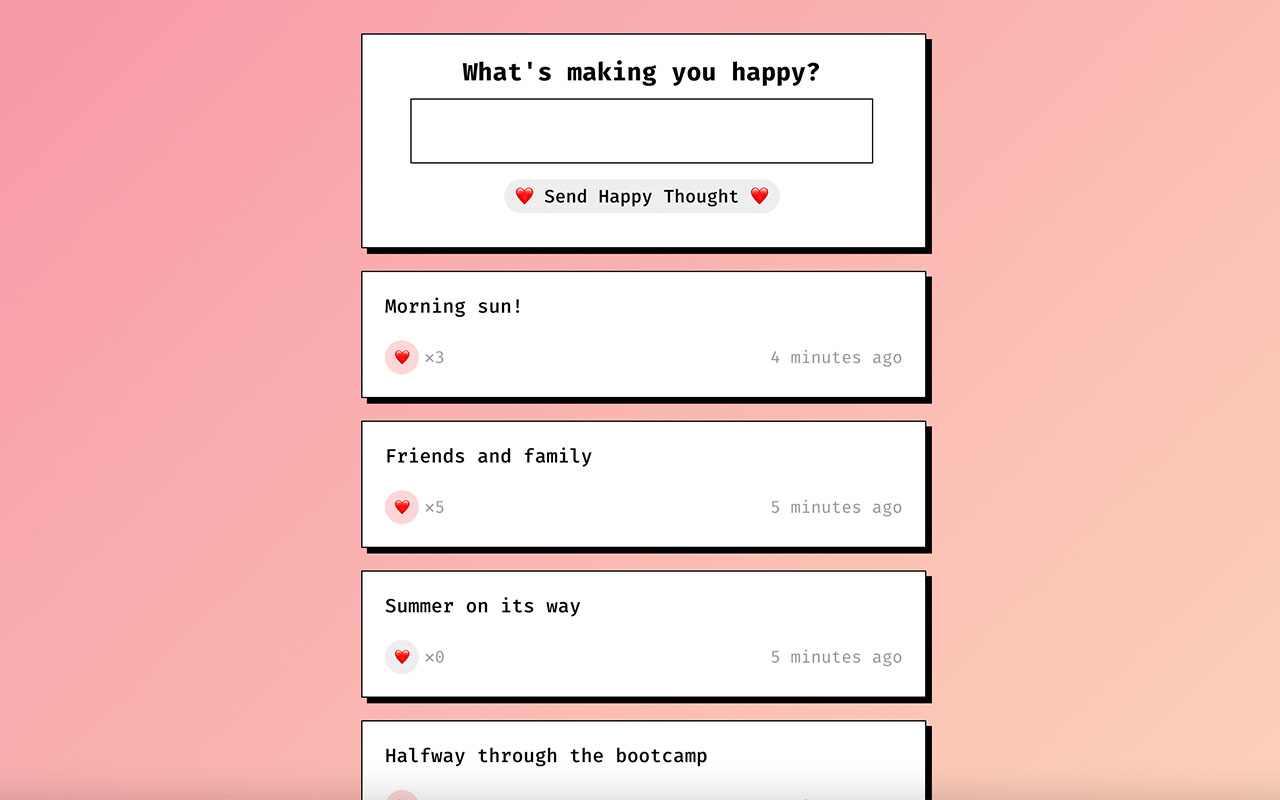 What's making you happy?
❤️ Send Happy Thought ❤️
Morning sun!
❤️ ×3 4 minutes ago
Friends and family
❤️ ×5 5 minutes ago
Summer on its way
❤️ ×0 5 minutes ago
Halfway through the bootcamp